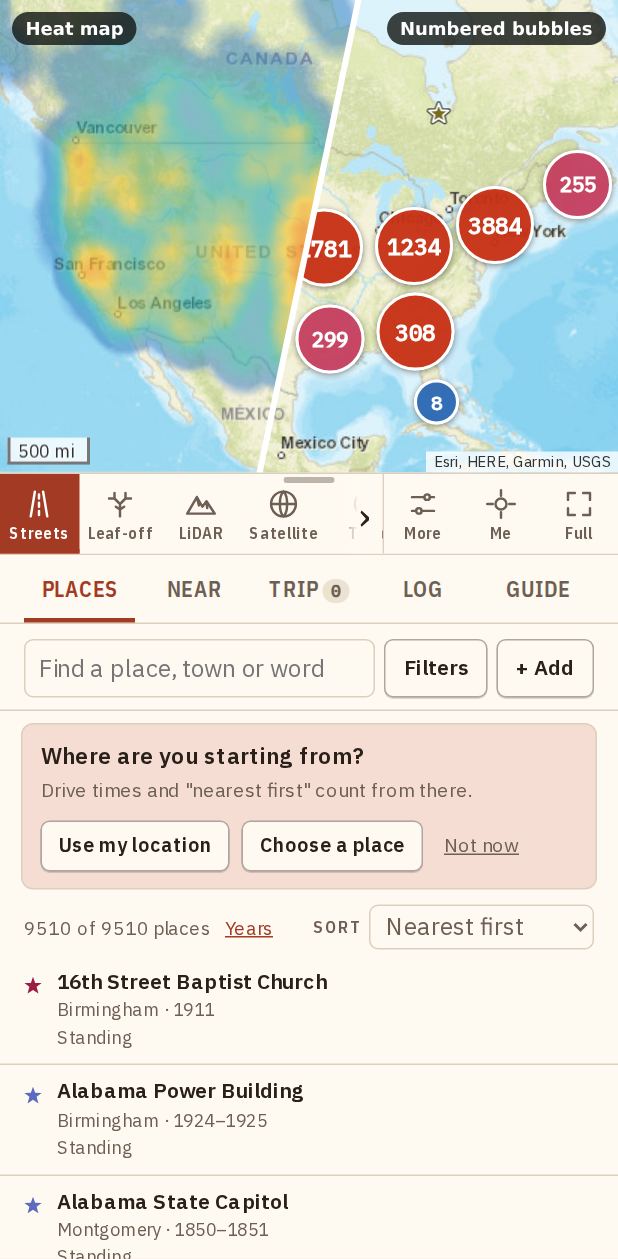 Heat map
Numbered bubbles
CANADA
Vancouver
255
3884
York
1234
781
UNITED
San Francisco
Los Angeles
299
308
8
MÉXICO
Mexico City
500 mi
Esri, HERE, Garmin, USGS
Streets
Leaf-off
LiDAR
Satellite
More
Me
Full
PLACES
NEAR
TRIP 0
LOG
GUIDE
Find a place, town or word
Filters
+ Add
Where are you starting from?
Drive times and "nearest first" count from there.
Use my location
Choose a place
Not now
9510 of 9510 places Years
SORT
Nearest first
16th Street Baptist Church
Birmingham · 1911
Standing
Alabama Power Building
Birmingham · 1924–1925
Standing
Alabama State Capitol
Montgomery · 1850–1851
Standing